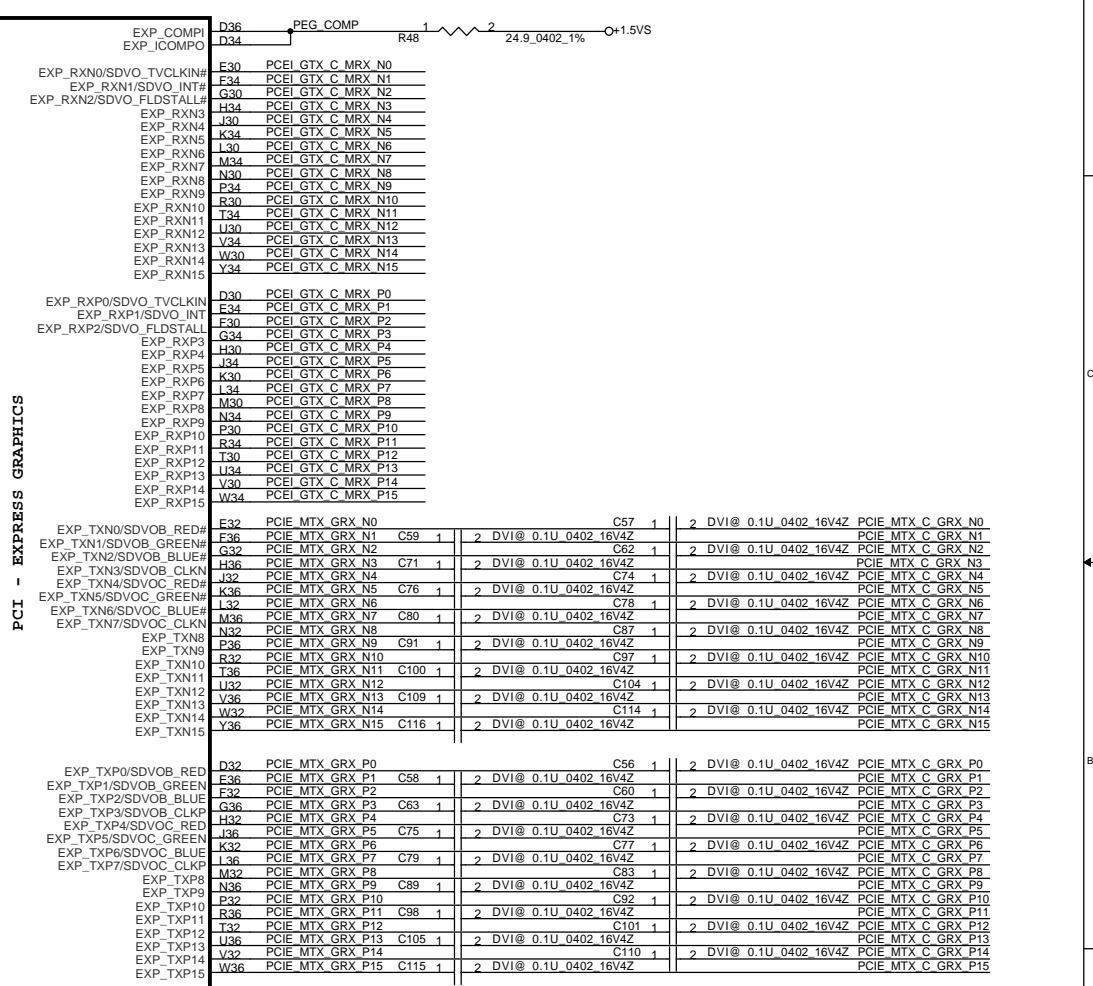 EXP_COMPI D36 PEG_COMP 1 2 +1.5VS
EXP_ICOMPO D34 R48 24.9_0402_1%
EXP_RXN0/SDVO_TVCLKIN# E30 PCEI_GTX_C_MRX_N0
EXP_RXN1/SDVO_INT# F34 PCEI_GTX_C_MRX_N1
EXP_RXN2/SDVO_FLDSTALL# G30 PCEI_GTX_C_MRX_N2
EXP_RXN3 H34 PCEI_GTX_C_MRX_N3
EXP_RXN4 J30 PCEI_GTX_C_MRX_N4
EXP_RXN5 K34 PCEI_GTX_C_MRX_N5
EXP_RXN6 L30 PCEI_GTX_C_MRX_N6
EXP_RXN7 M34 PCEI_GTX_C_MRX_N7
EXP_RXN8 N30 PCEI_GTX_C_MRX_N8
EXP_RXN9 P34 PCEI_GTX_C_MRX_N9
EXP_RXN10 R30 PCEI_GTX_C_MRX_N10
EXP_RXN11 T34 PCEI_GTX_C_MRX_N11
EXP_RXN12 U30 PCEI_GTX_C_MRX_N12
EXP_RXN13 V34 PCEI_GTX_C_MRX_N13
EXP_RXN14 W30 PCEI_GTX_C_MRX_N14
EXP_RXN15 Y34 PCEI_GTX_C_MRX_N15
EXP_RXP0/SDVO_TVCLKIN D30 PCEI_GTX_C_MRX_P0
EXP_RXP1/SDVO_INT E34 PCEI_GTX_C_MRX_P1
EXP_RXP2/SDVO_FLDSTALL F30 PCEI_GTX_C_MRX_P2
EXP_RXP3 G34 PCEI_GTX_C_MRX_P3
EXP_RXP4 H30 PCEI_GTX_C_MRX_P4
EXP_RXP5 J34 PCEI_GTX_C_MRX_P5
EXP_RXP6 K30 PCEI_GTX_C_MRX_P6
EXP_RXP7 L34 PCEI_GTX_C_MRX_P7
EXP_RXP8 M30 PCEI_GTX_C_MRX_P8
EXP_RXP9 N34 PCEI_GTX_C_MRX_P9
EXP_RXP10 P30 PCEI_GTX_C_MRX_P10
EXP_RXP11 R34 PCEI_GTX_C_MRX_P11
EXP_RXP12 T30 PCEI_GTX_C_MRX_P12
EXP_RXP13 U34 PCEI_GTX_C_MRX_P13
EXP_RXP14 V30 PCEI_GTX_C_MRX_P14
EXP_RXP15 W34 PCEI_GTX_C_MRX_P15
PCI - EXPRESS GRAPHICS
EXP_TXN0/SDVOB_RED# E32 PCIE_MTX_GRX_N0 C57 1 2 DVI@ 0.1U_0402_16V4Z PCIE_MTX_C_GRX_N0
EXP_TXN1/SDVOB_GREEN# F36 PCIE_MTX_GRX_N1 C59 1 2 DVI@ 0.1U_0402_16V4Z PCIE_MTX_C_GRX_N1
EXP_TXN2/SDVOB_BLUE# G32 PCIE_MTX_GRX_N2 C62 1 2 DVI@ 0.1U_0402_16V4Z PCIE_MTX_C_GRX_N2
EXP_TXN3/SDVOB_CLKN H36 PCIE_MTX_GRX_N3 C71 1 2 DVI@ 0.1U_0402_16V4Z PCIE_MTX_C_GRX_N3
EXP_TXN4/SDVOC_RED# J32 PCIE_MTX_GRX_N4 C74 1 2 DVI@ 0.1U_0402_16V4Z PCIE_MTX_C_GRX_N4
EXP_TXN5/SDVOC_GREEN# K36 PCIE_MTX_GRX_N5 C76 1 2 DVI@ 0.1U_0402_16V4Z PCIE_MTX_C_GRX_N5
EXP_TXN6/SDVOC_BLUE# L32 PCIE_MTX_GRX_N6 C78 1 2 DVI@ 0.1U_0402_16V4Z PCIE_MTX_C_GRX_N6
EXP_TXN7/SDVOC_CLKN M36 PCIE_MTX_GRX_N7 C80 1 2 DVI@ 0.1U_0402_16V4Z PCIE_MTX_C_GRX_N7
EXP_TXN8 N32 PCIE_MTX_GRX_N8 C87 1 2 DVI@ 0.1U_0402_16V4Z PCIE_MTX_C_GRX_N8
EXP_TXN9 P36 PCIE_MTX_GRX_N9 C91 1 2 DVI@ 0.1U_0402_16V4Z PCIE_MTX_C_GRX_N9
EXP_TXN10 R32 PCIE_MTX_GRX_N10 C97 1 2 DVI@ 0.1U_0402_16V4Z PCIE_MTX_C_GRX_N10
EXP_TXN11 T36 PCIE_MTX_GRX_N11 C100 1 2 DVI@ 0.1U_0402_16V4Z PCIE_MTX_C_GRX_N11
EXP_TXN12 U32 PCIE_MTX_GRX_N12 C104 1 2 DVI@ 0.1U_0402_16V4Z PCIE_MTX_C_GRX_N12
EXP_TXN13 V36 PCIE_MTX_GRX_N13 C109 1 2 DVI@ 0.1U_0402_16V4Z PCIE_MTX_C_GRX_N13
EXP_TXN14 W32 PCIE_MTX_GRX_N14 C114 1 2 DVI@ 0.1U_0402_16V4Z PCIE_MTX_C_GRX_N14
EXP_TXN15 Y36 PCIE_MTX_GRX_N15 C116 1 2 DVI@ 0.1U_0402_16V4Z PCIE_MTX_C_GRX_N15
EXP_TXP0/SDVOB_RED D32 PCIE_MTX_GRX_P0 C56 1 2 DVI@ 0.1U_0402_16V4Z PCIE_MTX_C_GRX_P0
EXP_TXP1/SDVOB_GREEN E36 PCIE_MTX_GRX_P1 C58 1 2 DVI@ 0.1U_0402_16V4Z PCIE_MTX_C_GRX_P1
EXP_TXP2/SDVOB_BLUE F32 PCIE_MTX_GRX_P2 C60 1 2 DVI@ 0.1U_0402_16V4Z PCIE_MTX_C_GRX_P2
EXP_TXP3/SDVOB_CLKP G36 PCIE_MTX_GRX_P3 C63 1 2 DVI@ 0.1U_0402_16V4Z PCIE_MTX_C_GRX_P3
EXP_TXP4/SDVOC_RED H32 PCIE_MTX_GRX_P4 C73 1 2 DVI@ 0.1U_0402_16V4Z PCIE_MTX_C_GRX_P4
EXP_TXP5/SDVOC_GREEN J36 PCIE_MTX_GRX_P5 C75 1 2 DVI@ 0.1U_0402_16V4Z PCIE_MTX_C_GRX_P5
EXP_TXP6/SDVOC_BLUE K32 PCIE_MTX_GRX_P6 C77 1 2 DVI@ 0.1U_0402_16V4Z PCIE_MTX_C_GRX_P6
EXP_TXP7/SDVOC_CLKP L36 PCIE_MTX_GRX_P7 C79 1 2 DVI@ 0.1U_0402_16V4Z PCIE_MTX_C_GRX_P7
EXP_TXP8 M32 PCIE_MTX_GRX_P8 C83 1 2 DVI@ 0.1U_0402_16V4Z PCIE_MTX_C_GRX_P8
EXP_TXP9 N36 PCIE_MTX_GRX_P9 C89 1 2 DVI@ 0.1U_0402_16V4Z PCIE_MTX_C_GRX_P9
EXP_TXP10 P32 PCIE_MTX_GRX_P10 C92 1 2 DVI@ 0.1U_0402_16V4Z PCIE_MTX_C_GRX_P10
EXP_TXP11 R36 PCIE_MTX_GRX_P11 C98 1 2 DVI@ 0.1U_0402_16V4Z PCIE_MTX_C_GRX_P11
EXP_TXP12 T32 PCIE_MTX_GRX_P12 C101 1 2 DVI@ 0.1U_0402_16V4Z PCIE_MTX_C_GRX_P12
EXP_TXP13 U36 PCIE_MTX_GRX_P13 C105 1 2 DVI@ 0.1U_0402_16V4Z PCIE_MTX_C_GRX_P13
EXP_TXP14 V32 PCIE_MTX_GRX_P14 C110 1 2 DVI@ 0.1U_0402_16V4Z PCIE_MTX_C_GRX_P14
EXP_TXP15 W36 PCIE_MTX_GRX_P15 C115 1 2 DVI@ 0.1U_0402_16V4Z PCIE_MTX_C_GRX_P15
C
B